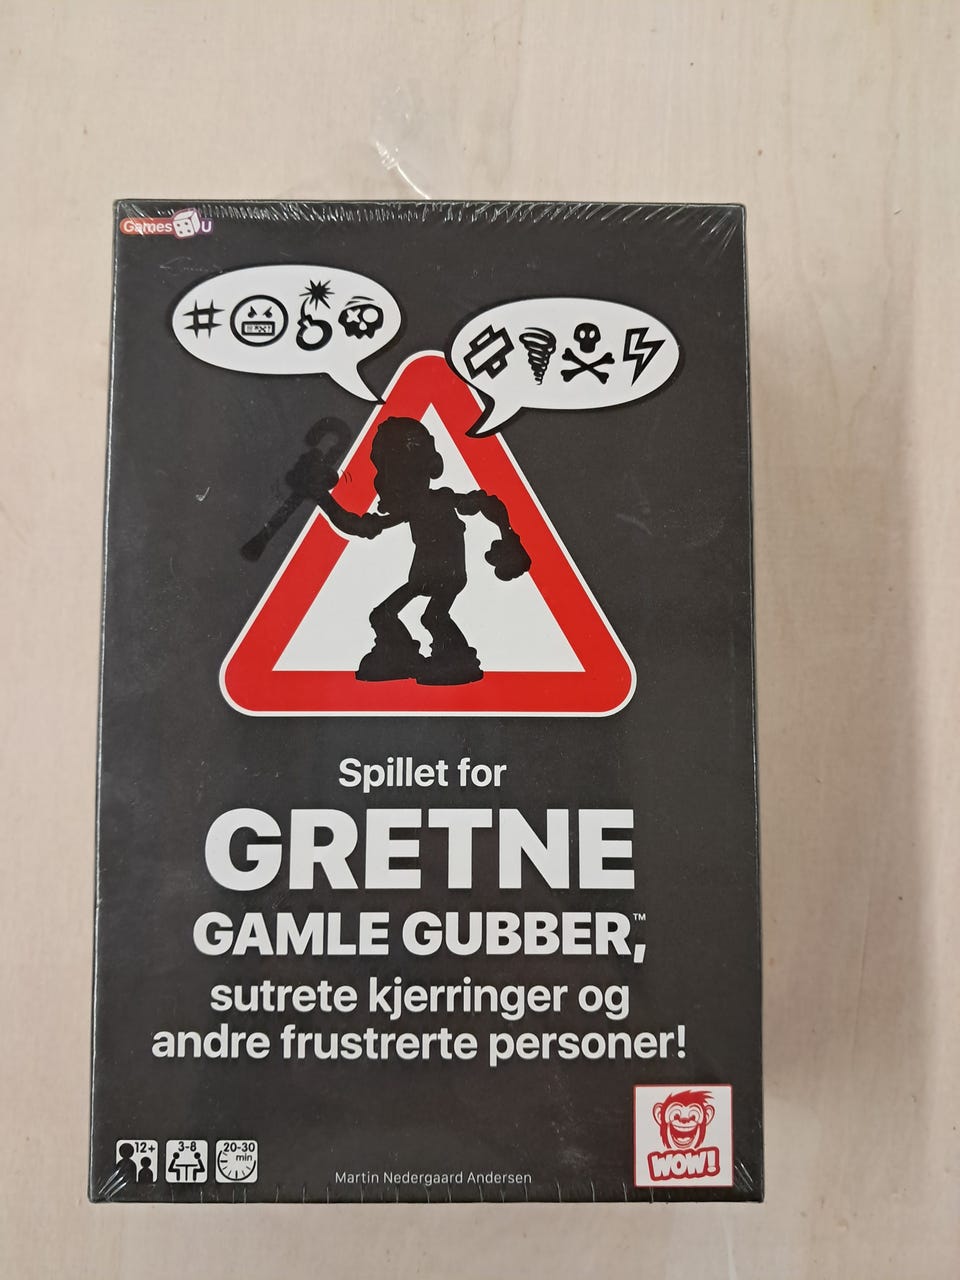 Games U
Spillet for
GRETNE
GAMLE GUBBER,™
sutrete kjerringer og
andre frustrerte personer!
12+
3-8
20-30
min
Martin Nedergaard Andersen
WOW!